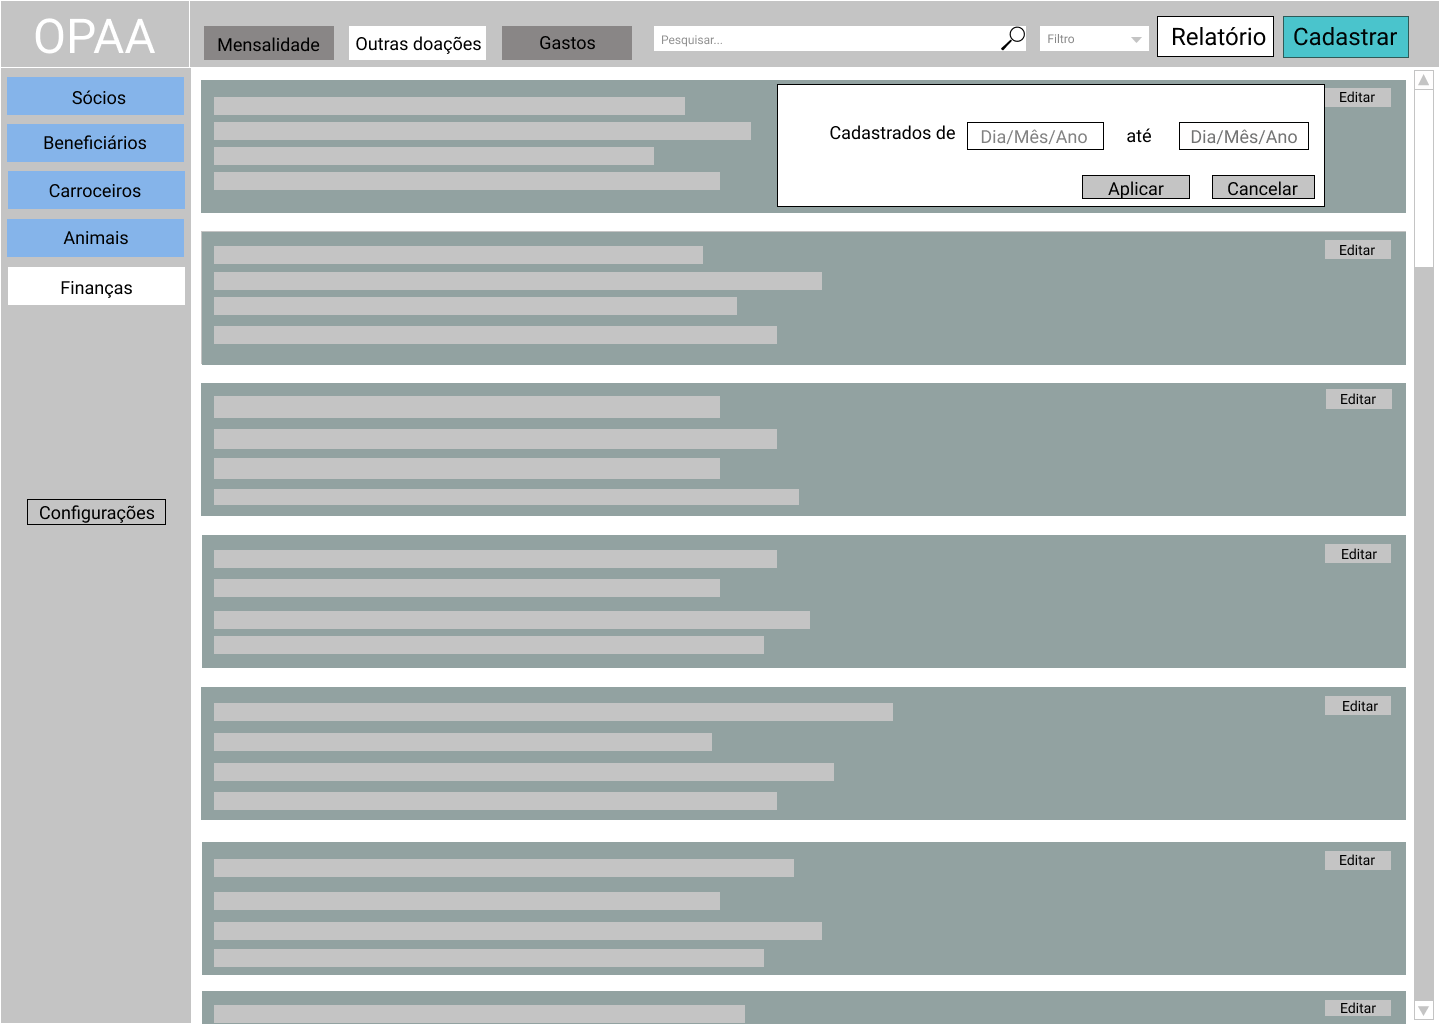 OPAA
Mensalidade
Outras doações
Gastos
Pesquisar...
Filtro
Relatório
Cadastrar
Sócios
Beneficiários
Carroceiros
Animais
Finanças
Configurações
Cadastrados de Dia/Mês/Ano até Dia/Mês/Ano
Aplicar
Cancelar
Editar
Editar
Editar
Editar
Editar
Editar
Editar